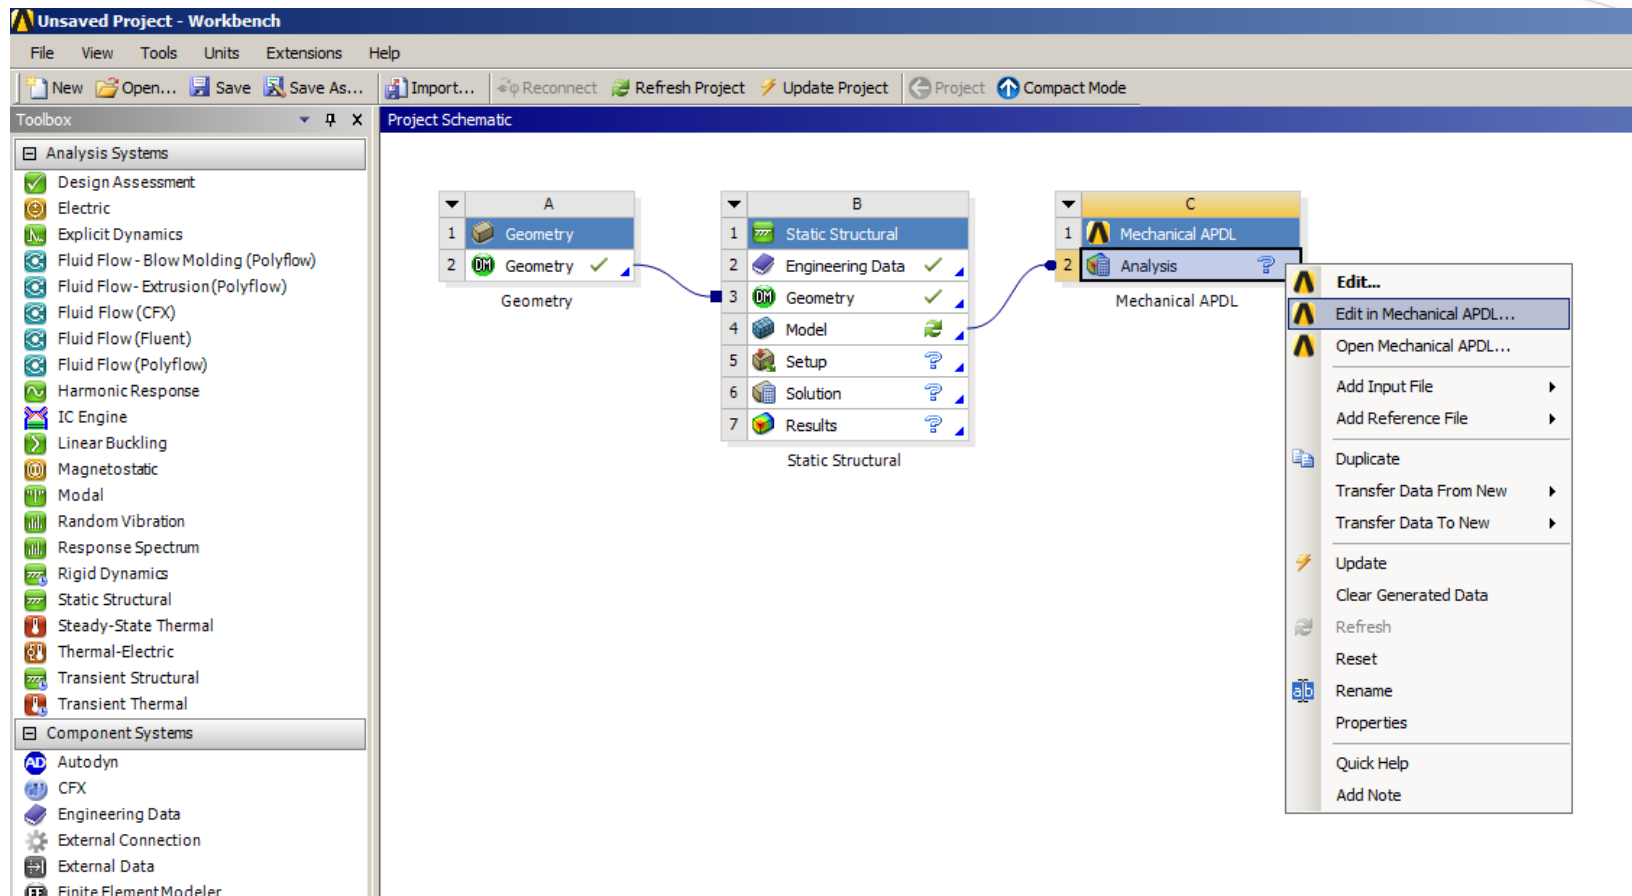 Unsaved Project - Workbench
File View Tools Units Extensions Help
New Open... Save Save As... Import... Reconnect Refresh Project Update Project Project Compact Mode
Toolbox
Project Schematic
Analysis Systems
Design Assessment
Electric
Explicit Dynamics
Fluid Flow - Blow Molding (Polyflow)
Fluid Flow - Extrusion (Polyflow)
Fluid Flow (CFX)
Fluid Flow (Fluent)
Fluid Flow (Polyflow)
Harmonic Response
IC Engine
Linear Buckling
Magnetostatic
Modal
Random Vibration
Response Spectrum
Rigid Dynamics
Static Structural
Steady-State Thermal
Thermal-Electric
Transient Structural
Transient Thermal
Component Systems
Autodyn
CFX
Engineering Data
External Connection
External Data
Finite Element Modeler
A
1 Geometry
2 DM Geometry
Geometry
B
1 Static Structural
2 Engineering Data
3 DM Geometry
4 Model
5 Setup
6 Solution
7 Results
Static Structural
C
1 Mechanical APDL
2 Analysis
Mechanical APDL
Edit...
Edit in Mechanical APDL...
Open Mechanical APDL...
Add Input File
Add Reference File
Duplicate
Transfer Data From New
Transfer Data To New
Update
Clear Generated Data
Refresh
Reset
Rename
Properties
Quick Help
Add Note